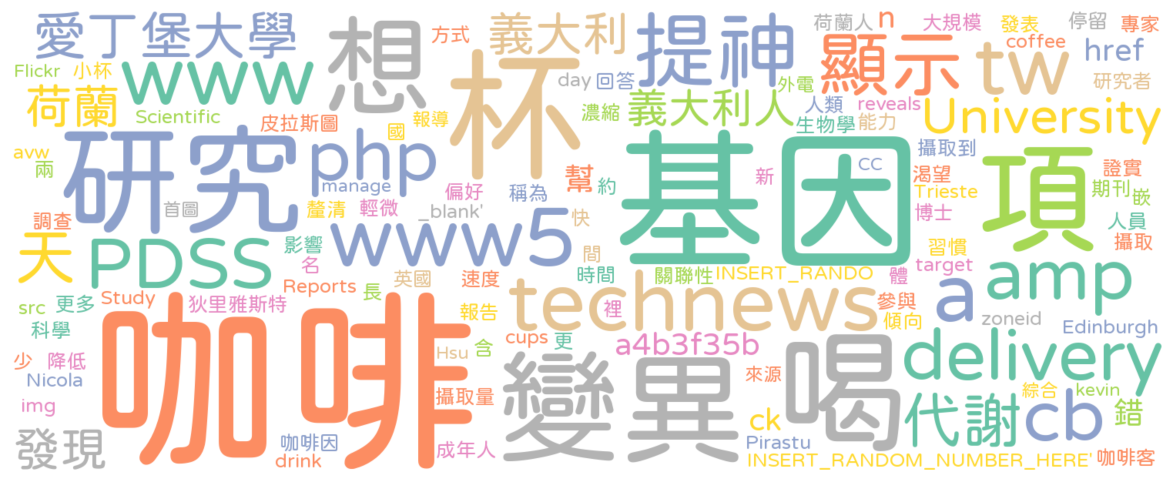 愛丁堡大學
想
方式
義大利
提神
荷蘭人
n
大規模
發表
停留
專家
coffee
Flickr
小杯
www
杯
day
回答
外電
顯示
tw
href
研究者
荷蘭
Scientific
皮拉斯圖
國
報導
濃縮
義大利人
人類
reveals
生物學
能力
University
avw
兩
研究
php
manage
偏好
稱為
幫
約
基因
新
CC
攝取到
渴望
Trieste
博士
項
證實
期刊
嵌
人員
攝取
調查
首圖
釐清
輕微
_blank'
快
天
PDSS
影響
名
www5
間
時間
關聯性
INSERT_RANDO
體
習慣
target
amp
src
更多
Study
狄里雅斯特
Reports
長
英國
速度
報告
technews
裡
參與
傾向
a
zoneid
Edinburgh
科學
少
降低
Nicola
img
咖啡
Hsu
含
cups
更
a4b3f35b
來源
喝
delivery
攝取量
變異
ck
代謝
cb
綜合
kevin
錯
發現
咖啡因
drink
成年人
Pirastu
INSERT_RANDOM_NUMBER_HERE'
咖啡客